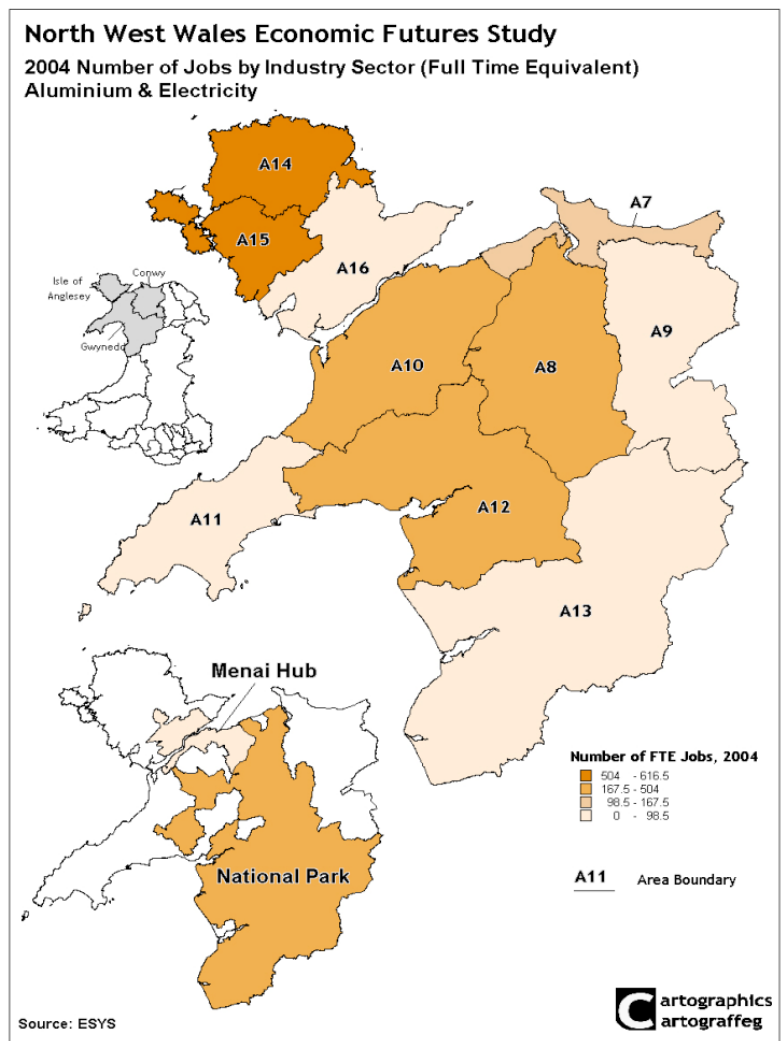 North West Wales Economic Futures Study
2004 Number of Jobs by Industry Sector (Full Time Equivalent)
Aluminium & Electricity
A14
A7
A15
A16
Isle of
Anglesey
Conwy
Gwynedd
A9
A10
A8
A11
A12
A13
Menai Hub
National Park
Number of FTE Jobs, 2004
504 - 616.5
167.5 - 504
98.5 - 167.5
0 - 98.5
A11 Area Boundary
Cartographics
Cartograffeg
Source: ESYS